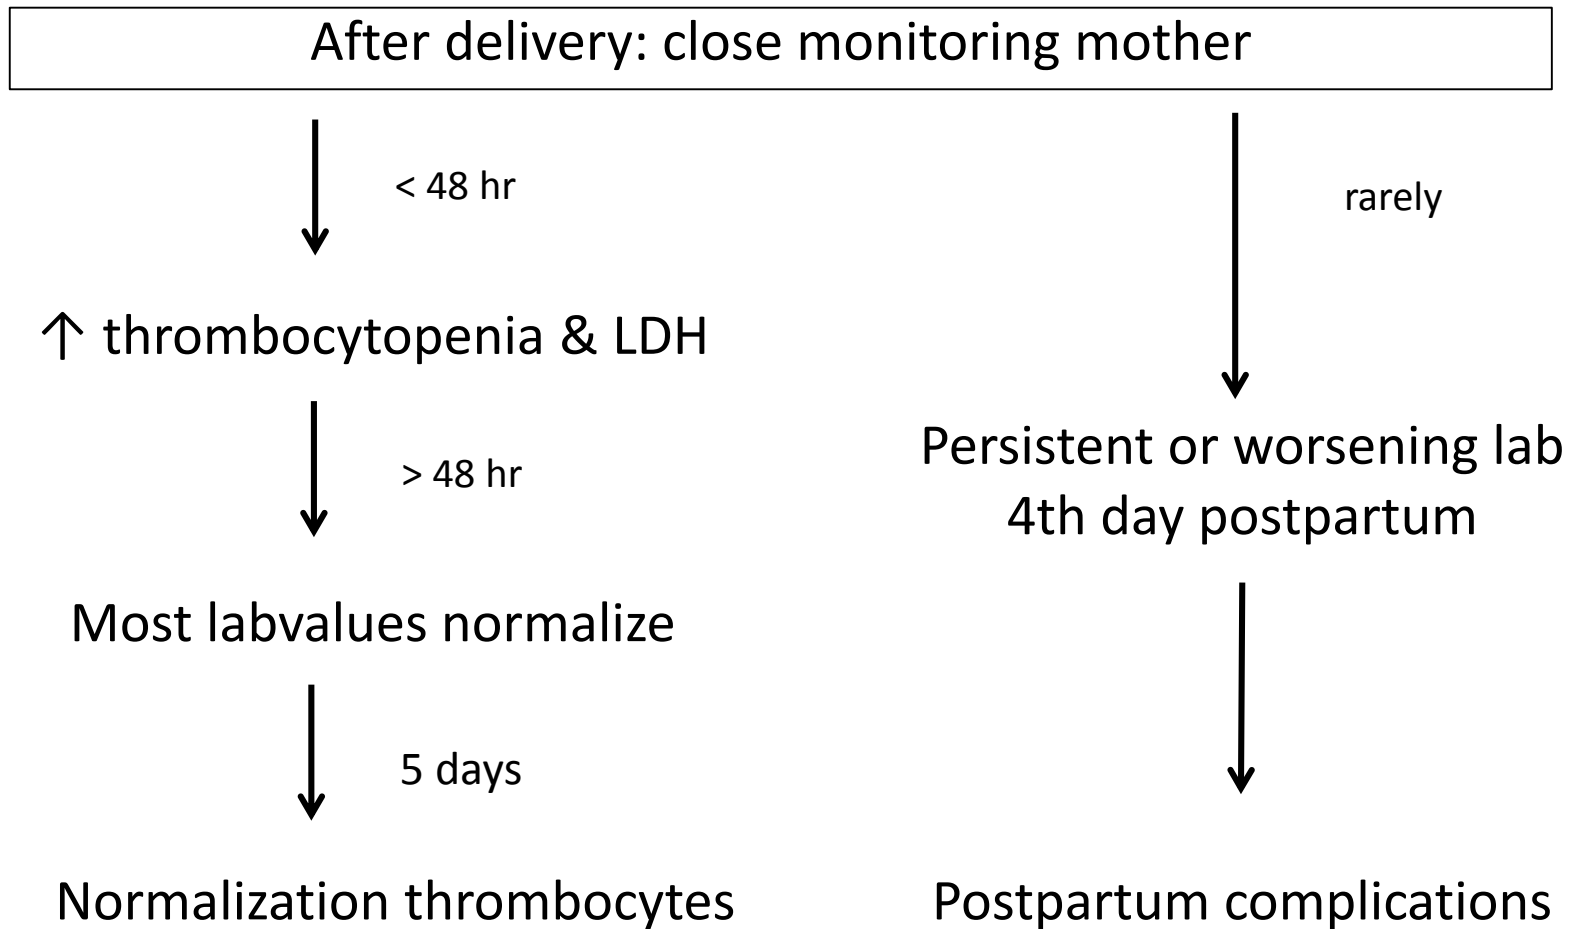 After delivery: close monitoring mother
< 48 hr
rarely
↑ thrombocytopenia & LDH
> 48 hr
Persistent or worsening lab
4th day postpartum
Most labvalues normalize
5 days
Normalization thrombocytes
Postpartum complications